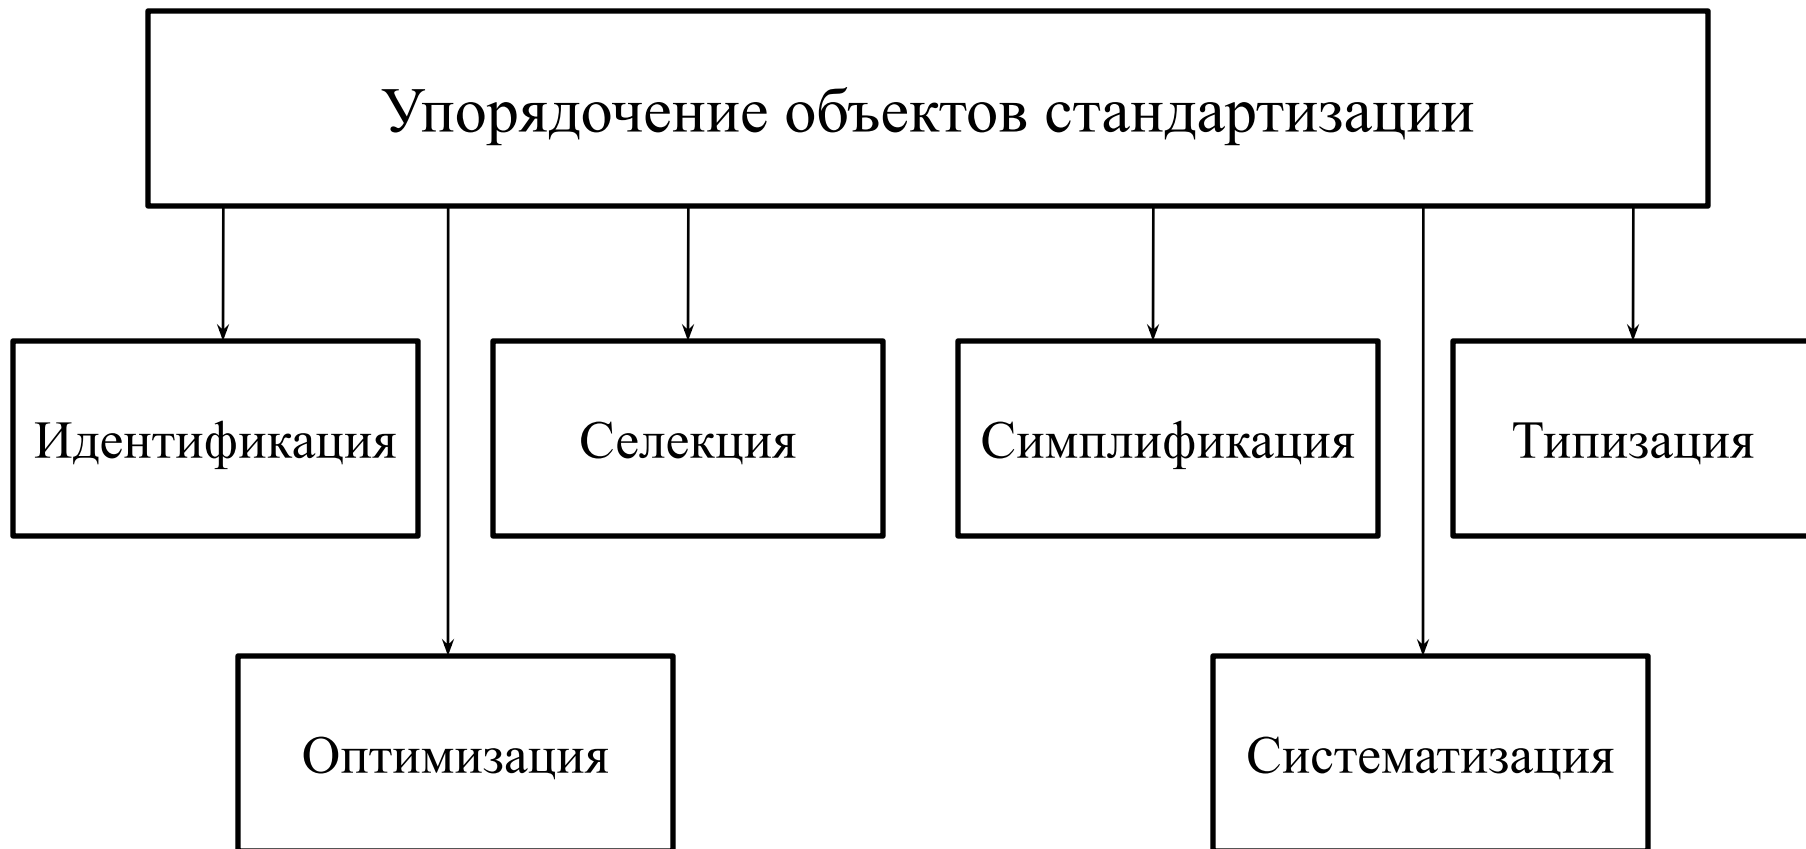 Упорядочение объектов стандартизации
Идентификация
Селекция
Симплификация
Типизация
Оптимизация
Систематизация